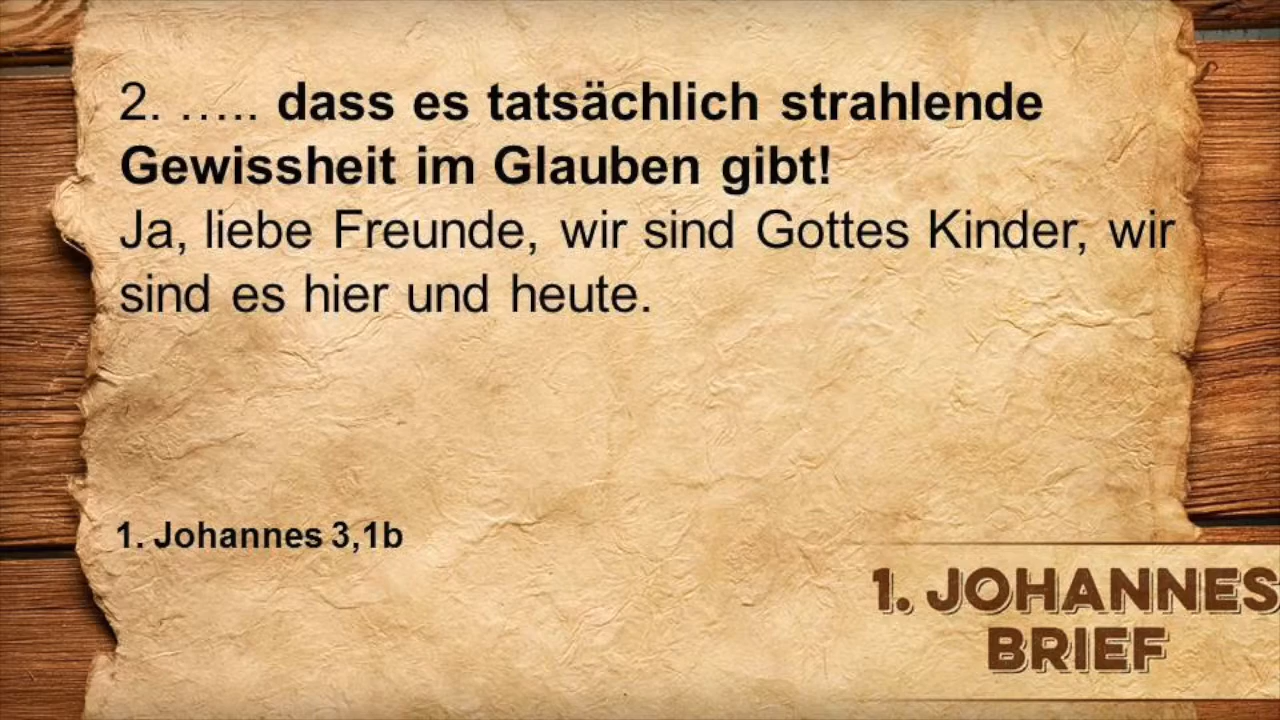 2. ….. dass es tatsächlich strahlende
Gewissheit im Glauben gibt!
Ja, liebe Freunde, wir sind Gottes Kinder, wir
sind es hier und heute.
1. Johannes 3,1b
1. JOHANNES
BRIEF